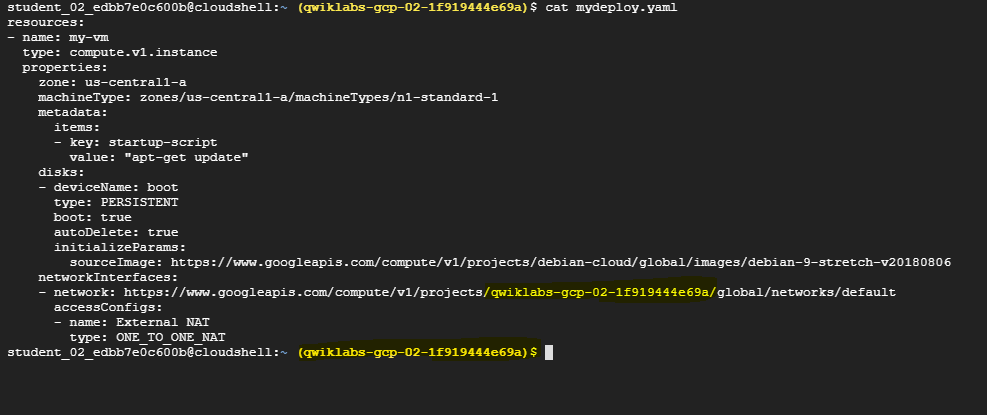 student_02_edbb7e0c600b@cloudshell:~ (qwiklabs-gcp-02-1f919444e69a)$ cat mydeploy.yaml
resources:
- name: my-vm
  type: compute.v1.instance
  properties:
    zone: us-central1-a
    machineType: zones/us-central1-a/machineTypes/n1-standard-1
    metadata:
      items:
      - key: startup-script
        value: "apt-get update"
    disks:
    - deviceName: boot
      type: PERSISTENT
      boot: true
      autoDelete: true
      initializeParams:
        sourceImage: https://www.googleapis.com/compute/v1/projects/debian-cloud/global/images/debian-9-stretch-v20180806
    networkInterfaces:
    - network: https://www.googleapis.com/compute/v1/projects/qwiklabs-gcp-02-1f919444e69a/global/networks/default
      accessConfigs:
      - name: External NAT
        type: ONE_TO_ONE_NAT
student_02_edbb7e0c600b@cloudshell:~ (qwiklabs-gcp-02-1f919444e69a)$